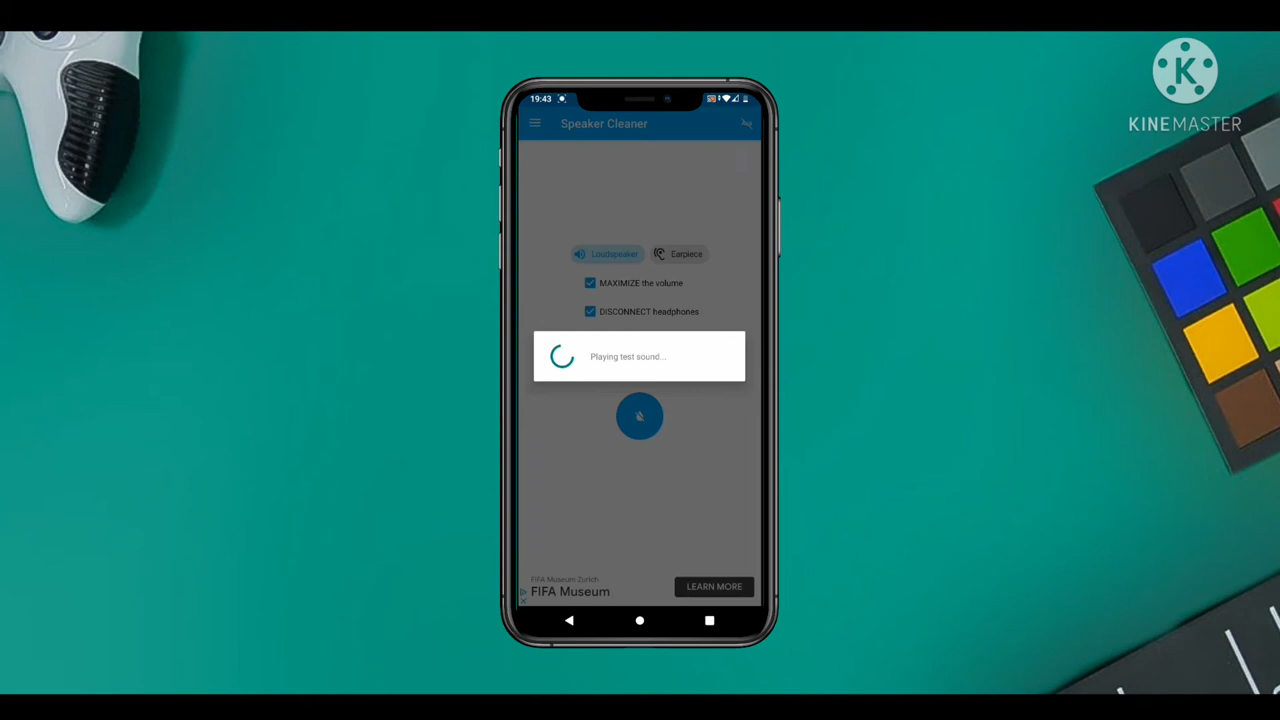 K
KINEMASTER
19:43
Speaker Cleaner
Loudspeaker
Earpiece
MAXIMIZE the volume
DISCONNECT headphones
Playing test sound...
FIFA Museum Zurich
FIFA Museum
LEARN MORE